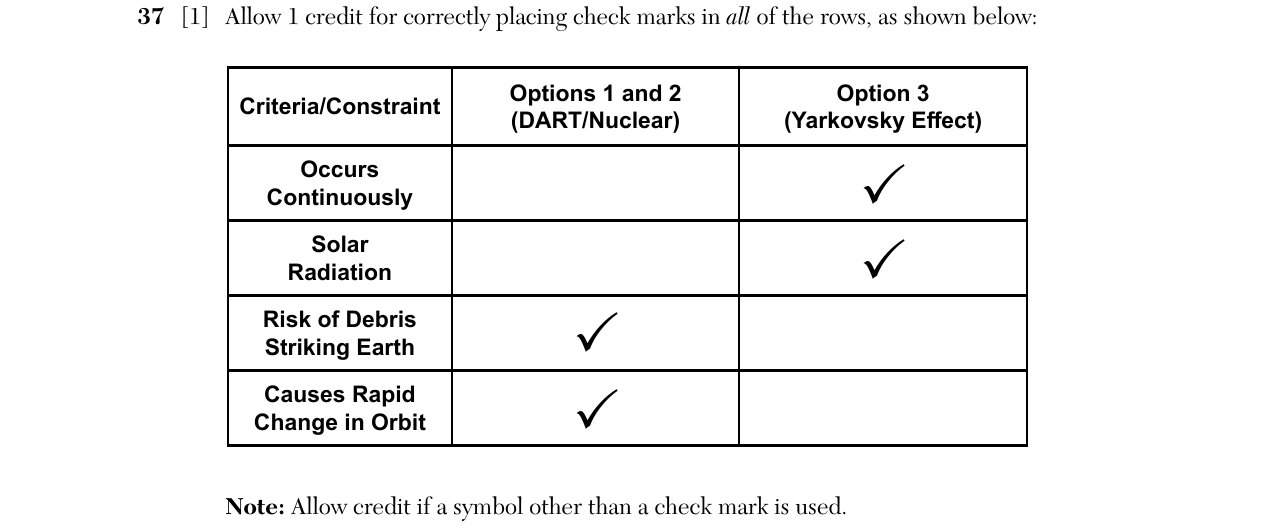 37 [1] Allow 1 credit for correctly placing check marks in all of the rows, as shown below:
Criteria/Constraint
Options 1 and 2
(DART/Nuclear)
Option 3
(Yarkovsky Effect)
Occurs
Continuously
✓
Solar
Radiation
✓
Risk of Debris
Striking Earth
✓
Causes Rapid
Change in Orbit
✓
Note: Allow credit if a symbol other than a check mark is used.